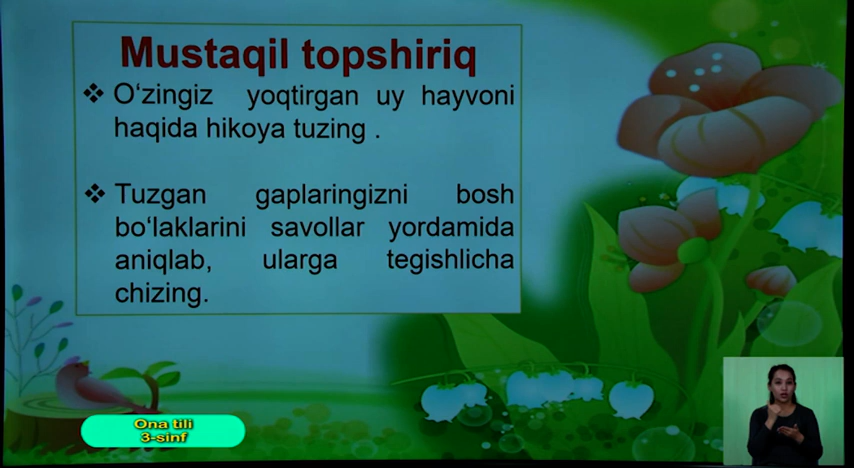 Mustaqil topshiriq
❖ O‘zingiz yoqtirgan uy hayvoni
haqida hikoya tuzing .
❖ Tuzgan gaplaringizni bosh
bo‘laklarini savollar yordamida
aniqlab, ularga tegishlicha
chizing.
Ona tili
3-sinf